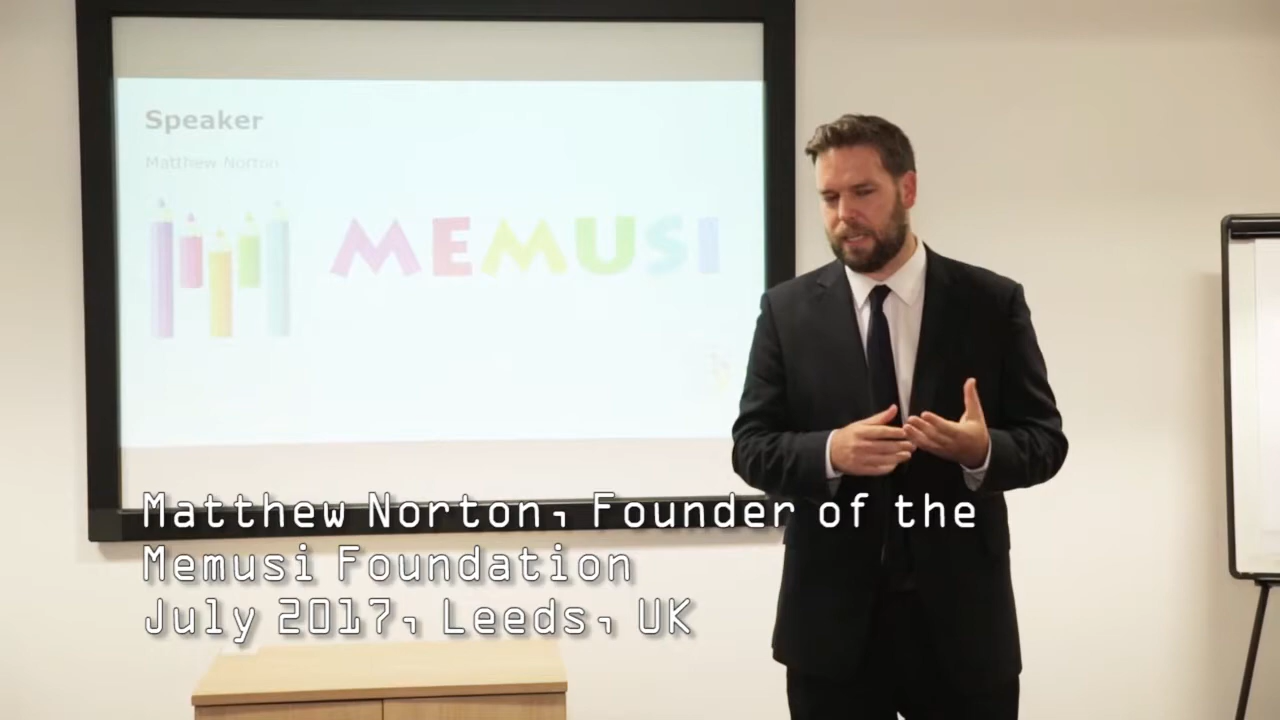 Speaker
Matthew Norton
MEMUSI
Matthew Norton, Founder of the
Memusi Foundation
July 2017, Leeds, UK